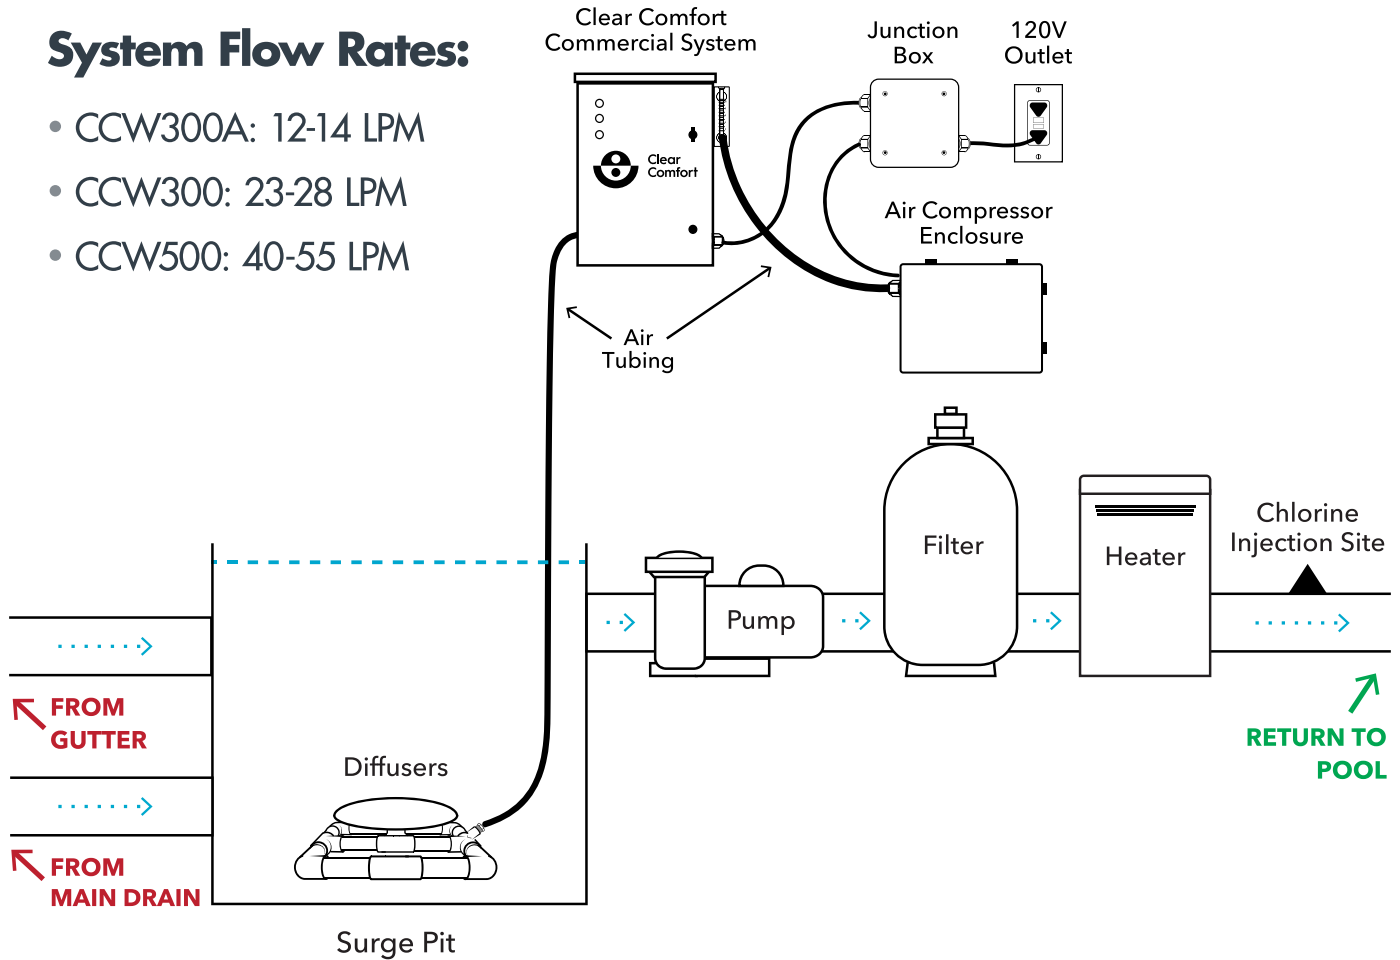 System Flow Rates:
• CCW300A: 12-14 LPM
• CCW300: 23-28 LPM
• CCW500: 40-55 LPM
Clear Comfort
Commercial System
Junction
Box
120V
Outlet
Clear
Comfort
Air Compressor
Enclosure
Air
Tubing
Filter
Heater
Chlorine
Injection Site
Pump
FROM
GUTTER
RETURN TO
POOL
Diffusers
FROM
MAIN DRAIN
Surge Pit